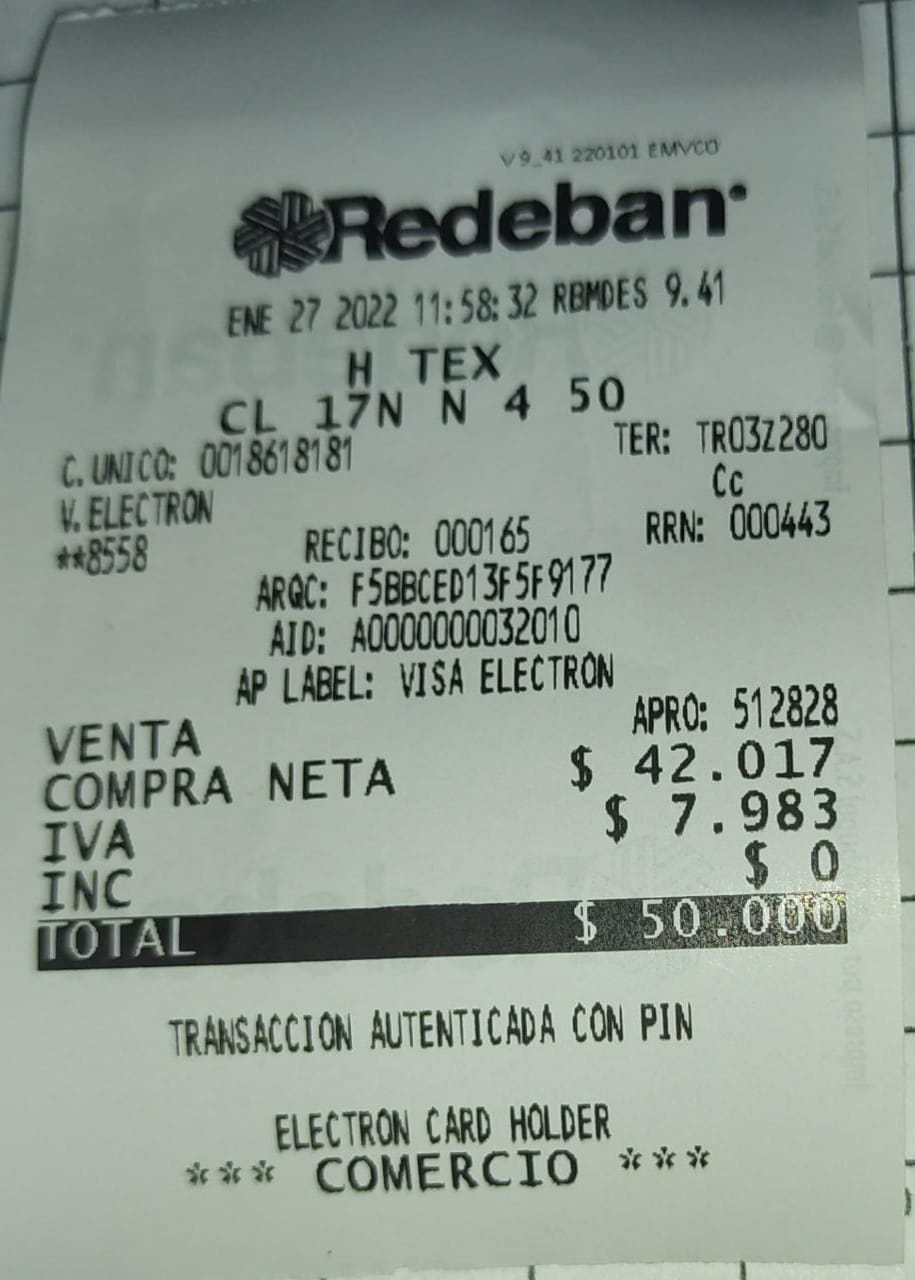 V 9_41 220101 EMVCO
Redeban
ENE 27 2022 11:58:32 RBMDES 9.41
H TEX
CL 17N N 4 50
C. UNICO: 0018618181 TER: TR03Z280
V. ELECTRON Cc
**8558 RECIBO: 000165 RRN: 000443
ARQC: F5BBCED13F5F9177
AID: A0000000032010
AP LABEL: VISA ELECTRON
VENTA APRO: 512828
COMPRA NETA $ 42.017
IVA $ 7.983
INC $ 0
TOTAL $ 50.000
TRANSACCION AUTENTICADA CON PIN
ELECTRON CARD HOLDER
*** COMERCIO ***